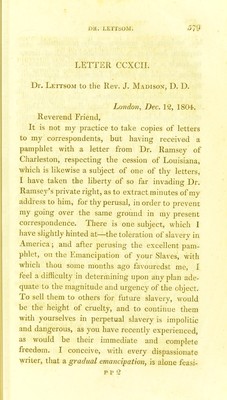 DR. LETTSOM. 579
LETTER CCXCII.
Dr. Lettsom to the Rev. J. Madison, D. D.
London, Dec. 12, 1804.
Reverend Friend,
It is not my practice to take copies of letters
to my correspondents, but having received a
pamphlet with a letter from Dr. Ramsey of
Charleston, respecting the cession of Louisiana,
which is likewise a subject of one of thy letters,
I have taken the liberty of so far invading Dr.
Ramsey's private right, as to extract minutes of my
address to him, for thy perusal, in order to prevent
my going over the same ground in my present
correspondence. There is one subject, which I
have slightly hinted at—the toleration of slavery in
America; and after perusing the excellent pam-
phlet, on the Emancipation of your Slaves, with
which thou some months ago favouredst me, I
feel a difficulty in determining upon any plan ade-
quate to the magnitude and urgency of the object.
To sell them to others for future slavery, would
be the height of cruelty, and to continue them
with yourselves in perpetual slavery is impolitic
and dangerous, as you have recently experienced,
as would be their immediate and complete
freedom. I conceive, with every dispassionate
writer, that a gradual emancipation, is alone feasi-
P P 2